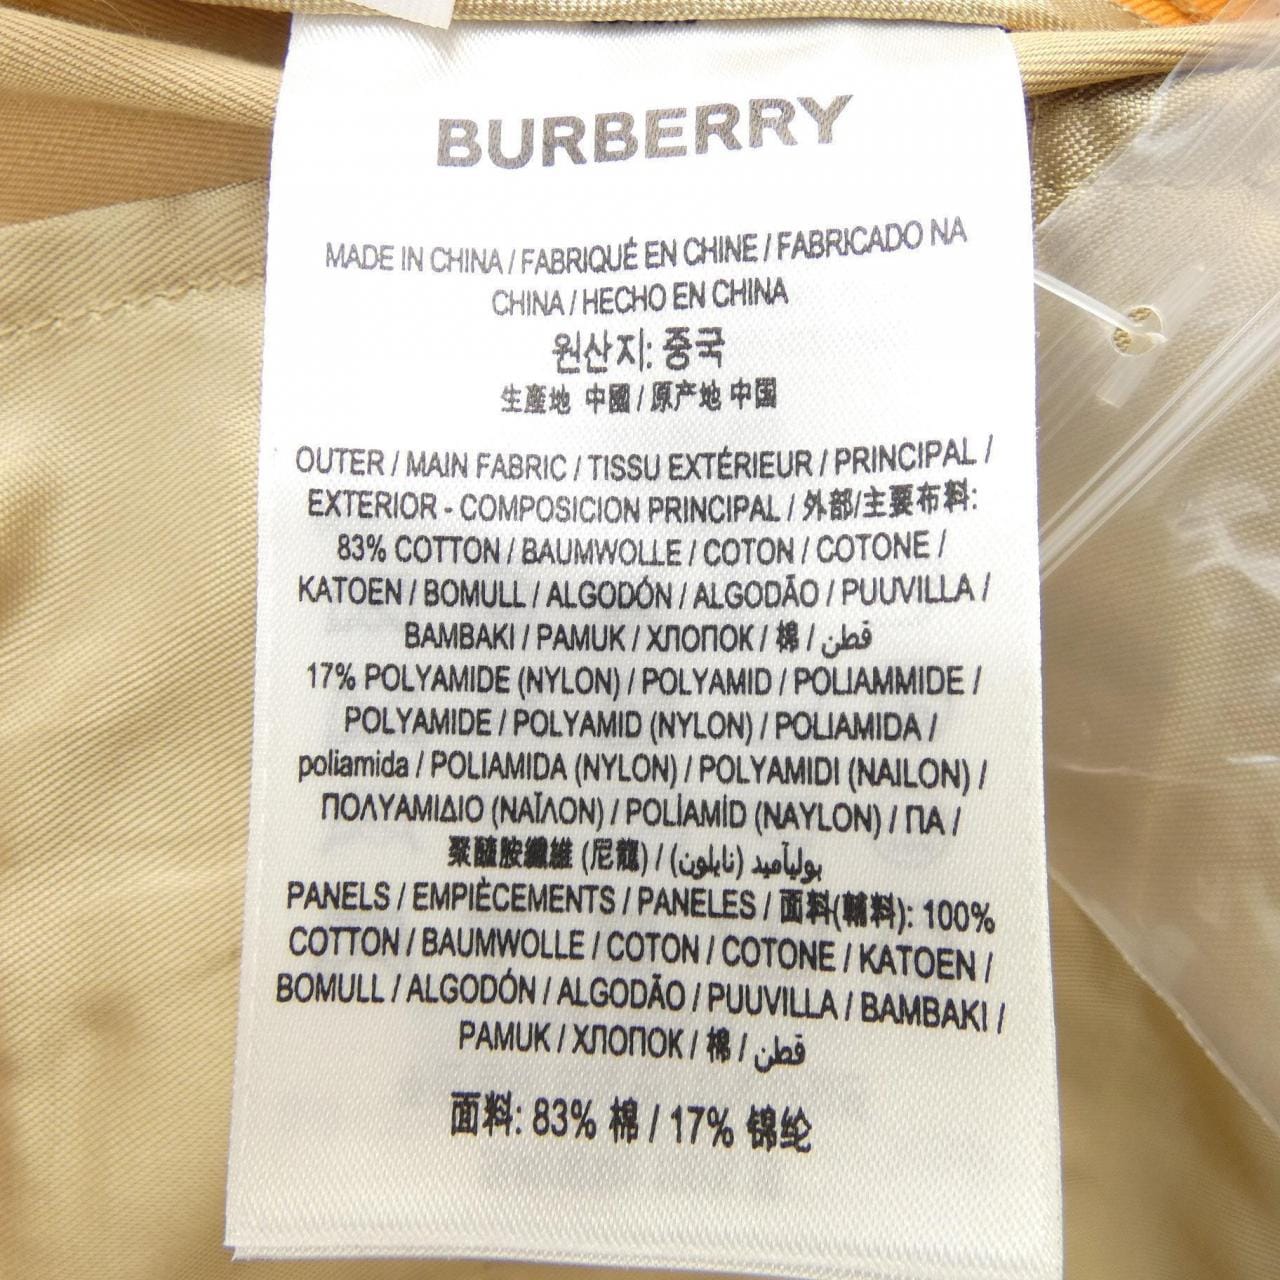 BURBERRY
MADE IN CHINA / FABRIQUÉ EN CHINE / FABRICADO NA
CHINA / HECHO EN CHINA
원산지: 중국
生産地 中國 / 原产地 中国
OUTER / MAIN FABRIC / TISSU EXTÉRIEUR / PRINCIPAL /
EXTERIOR - COMPOSICION PRINCIPAL / 外部/主要布料:
83% COTTON / BAUMWOLLE / COTON / COTONE /
KATOEN / BOMULL / ALGODÓN / ALGODÃO / PUUVILLA /
BAMBAKI / PAMUK / ХЛОПОК / 棉 / قطن
17% POLYAMIDE (NYLON) / POLYAMID / POLIAMMIDE /
POLYAMIDE / POLYAMID (NYLON) / POLIAMIDA /
poliamida / POLIAMIDA (NYLON) / POLYAMIDI (NAILON) /
ΠΟΛΥΑΜΙΔΙΟ (ΝΑΪΛΟΝ) / POLİAMİD (NAYLON) / ПА /
聚醯胺纖維 (尼龍) / بولياميد (نايلون)
PANELS / EMPIÈCEMENTS / PANELES / 面料(輔料): 100%
COTTON / BAUMWOLLE / COTON / COTONE / KATOEN /
BOMULL / ALGODÓN / ALGODÃO / PUUVILLA / BAMBAKI /
PAMUK / ХЛОПОК / 棉 / قطن
面料: 83% 棉 / 17% 锦纶